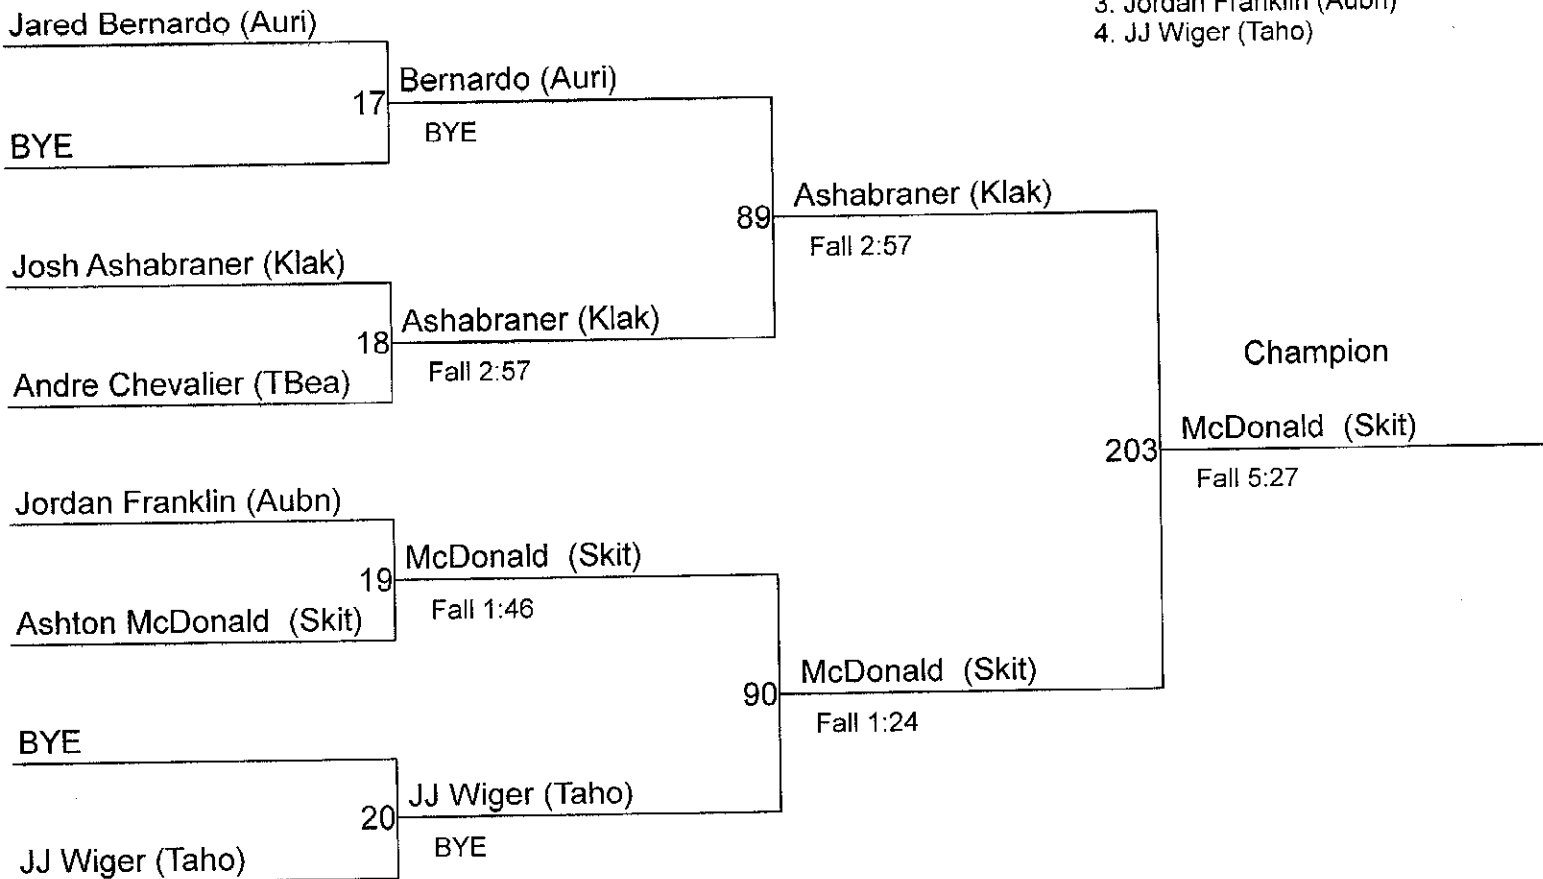 3. Jordan Franklin (Aubn)
4. JJ Wiger (Taho)
Jared Bernardo (Auri)
17
Bernardo (Auri)
BYE
BYE
89
Ashabraner (Klak)
Fall 2:57
Josh Ashabraner (Klak)
18
Ashabraner (Klak)
Fall 2:57
Andre Chevalier (TBea)
Champion
203
McDonald (Skit)
Fall 5:27
Jordan Franklin (Aubn)
19
McDonald (Skit)
Fall 1:46
Ashton McDonald (Skit)
90
McDonald (Skit)
Fall 1:24
BYE
20
JJ Wiger (Taho)
BYE
JJ Wiger (Taho)